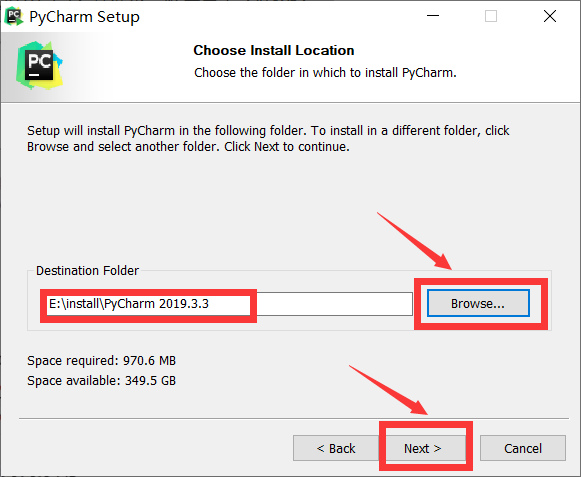 PyCharm Setup
PC
Choose Install Location
Choose the folder in which to install PyCharm.
Setup will install PyCharm in the following folder. To install in a different folder, click
Browse and select another folder. Click Next to continue.
Destination Folder
E:\install\PyCharm 2019.3.3
Browse...
Space required: 970.6 MB
Space available: 349.5 GB
< Back
Next >
Cancel